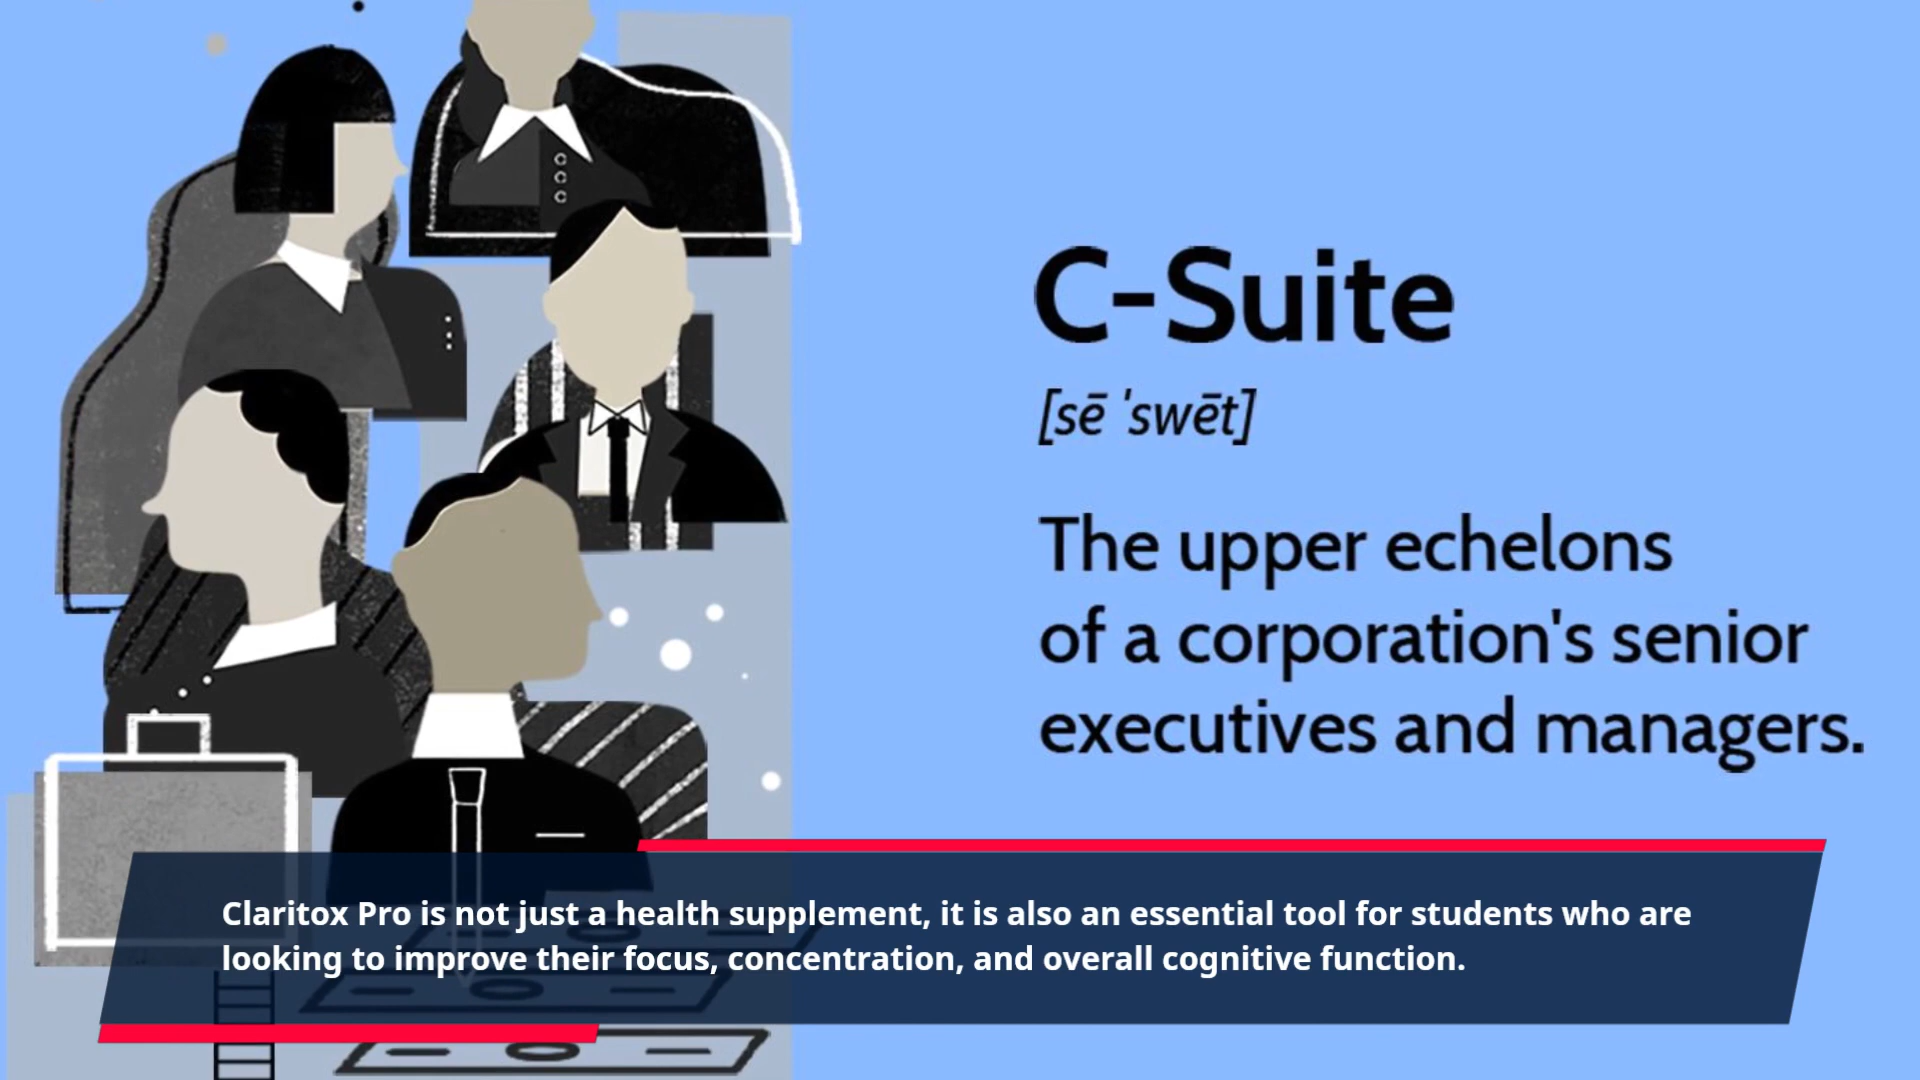 C-Suite
[sē 'swēt]
The upper echelons
of a corporation's senior
executives and managers.
Claritox Pro is not just a health supplement, it is also an essential tool for students who are
looking to improve their focus, concentration, and overall cognitive function.